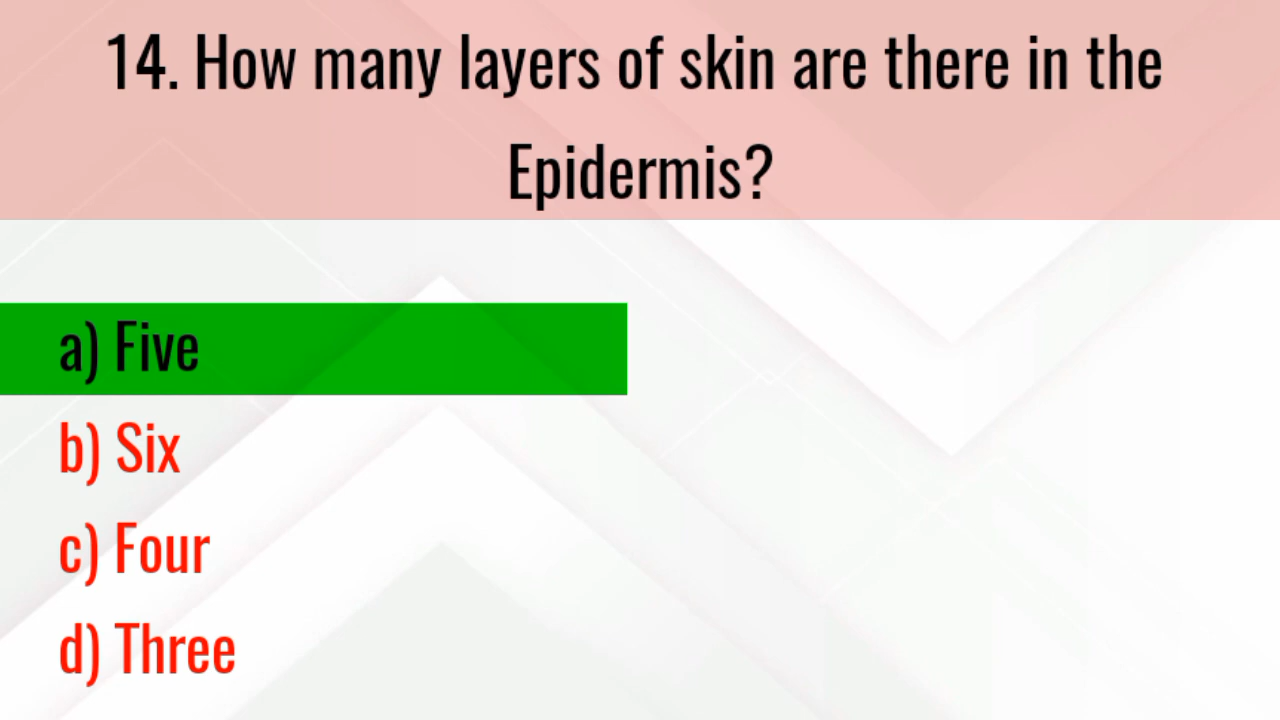 14. How many layers of skin are there in the
Epidermis?
a) Five
b) Six
c) Four
d) Three